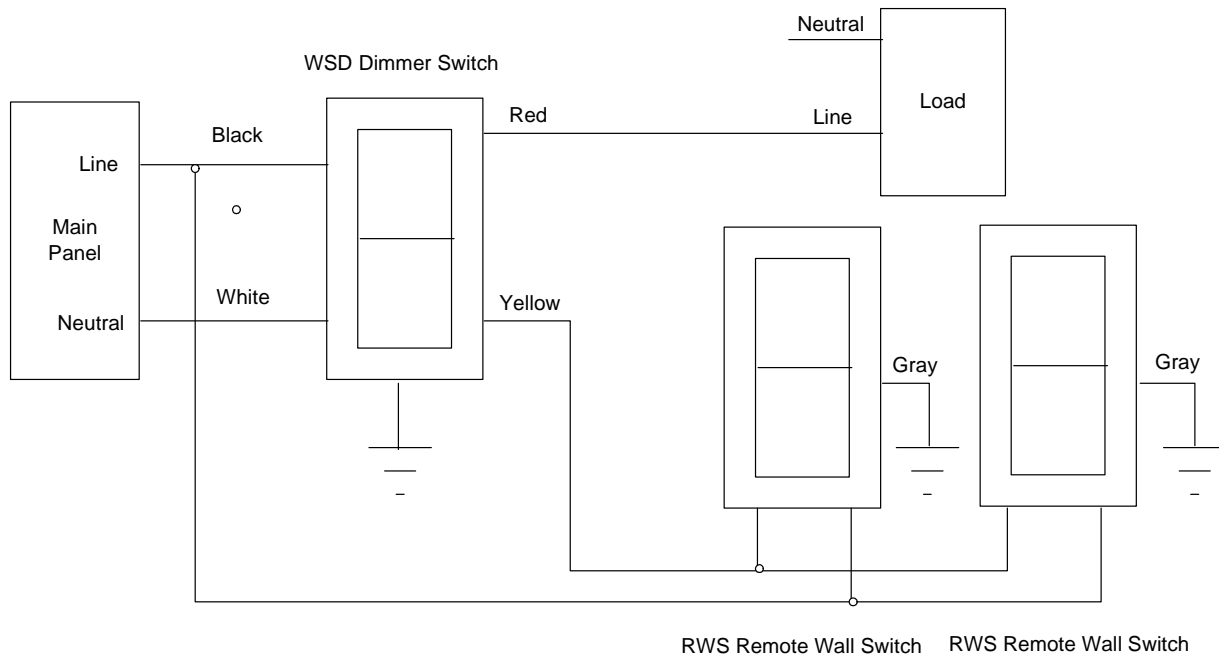 Neutral
WSD Dimmer Switch
Load
Red
Line
Black
Line
Main
Panel
White
Yellow
Neutral
Gray
Gray
RWS Remote Wall Switch
RWS Remote Wall Switch